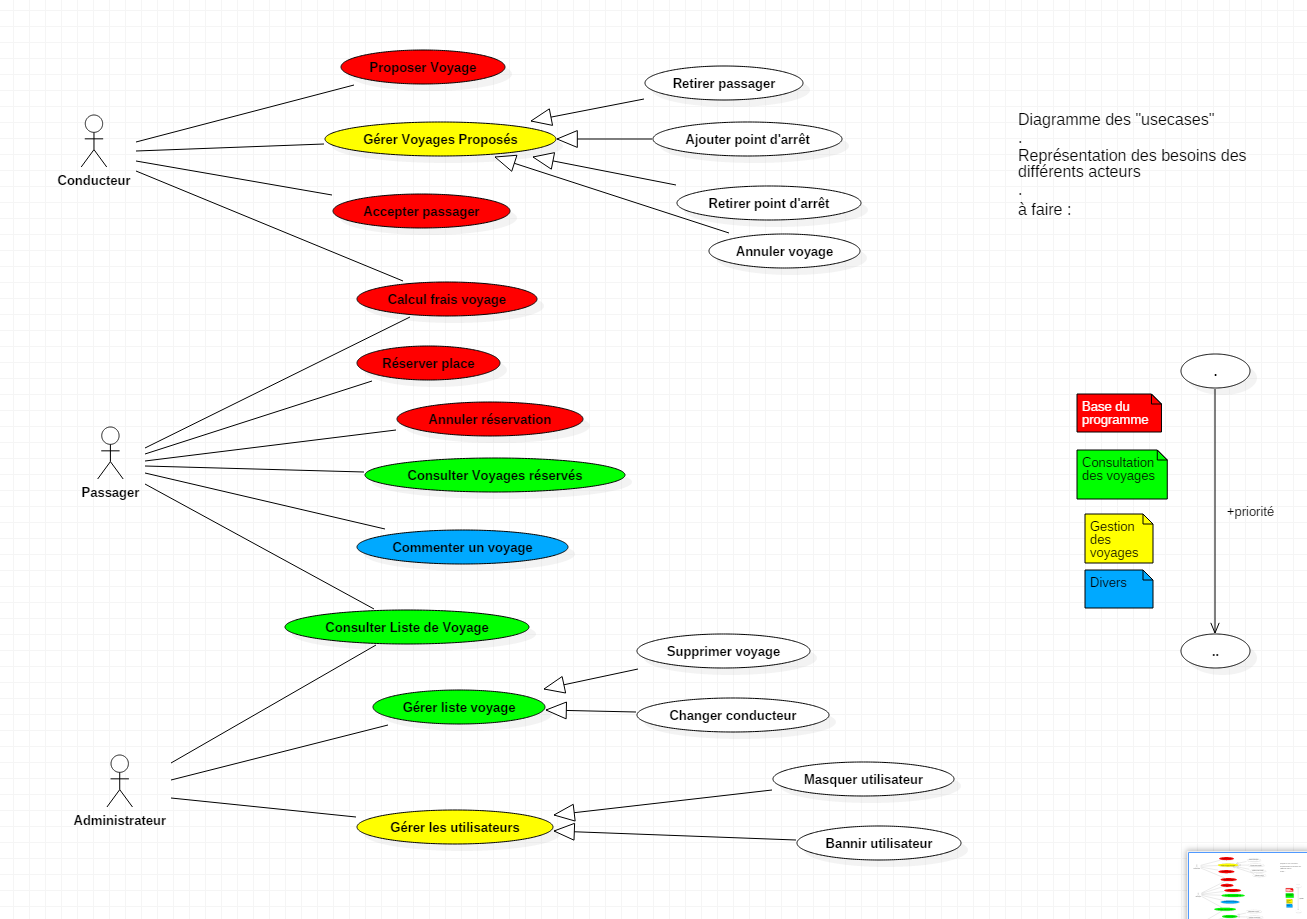 Proposer Voyage
Retirer passager
Gérer Voyages Proposés
Ajouter point d'arrêt
Conducteur
Accepter passager
Retirer point d'arrêt
Annuler voyage
Diagramme des "usecases"
.
Représentation des besoins des
différents acteurs
.
à faire :
Calcul frais voyage
Réserver place
Annuler réservation
Consulter Voyages réservés
Passager
Commenter un voyage
Consulter Liste de Voyage
.
Base du
programme
Consultation
des voyages
+priorité
Gestion
des
voyages
Divers
..
Supprimer voyage
Gérer liste voyage
Changer conducteur
Masquer utilisateur
Administrateur
Gérer les utilisateurs
Bannir utilisateur